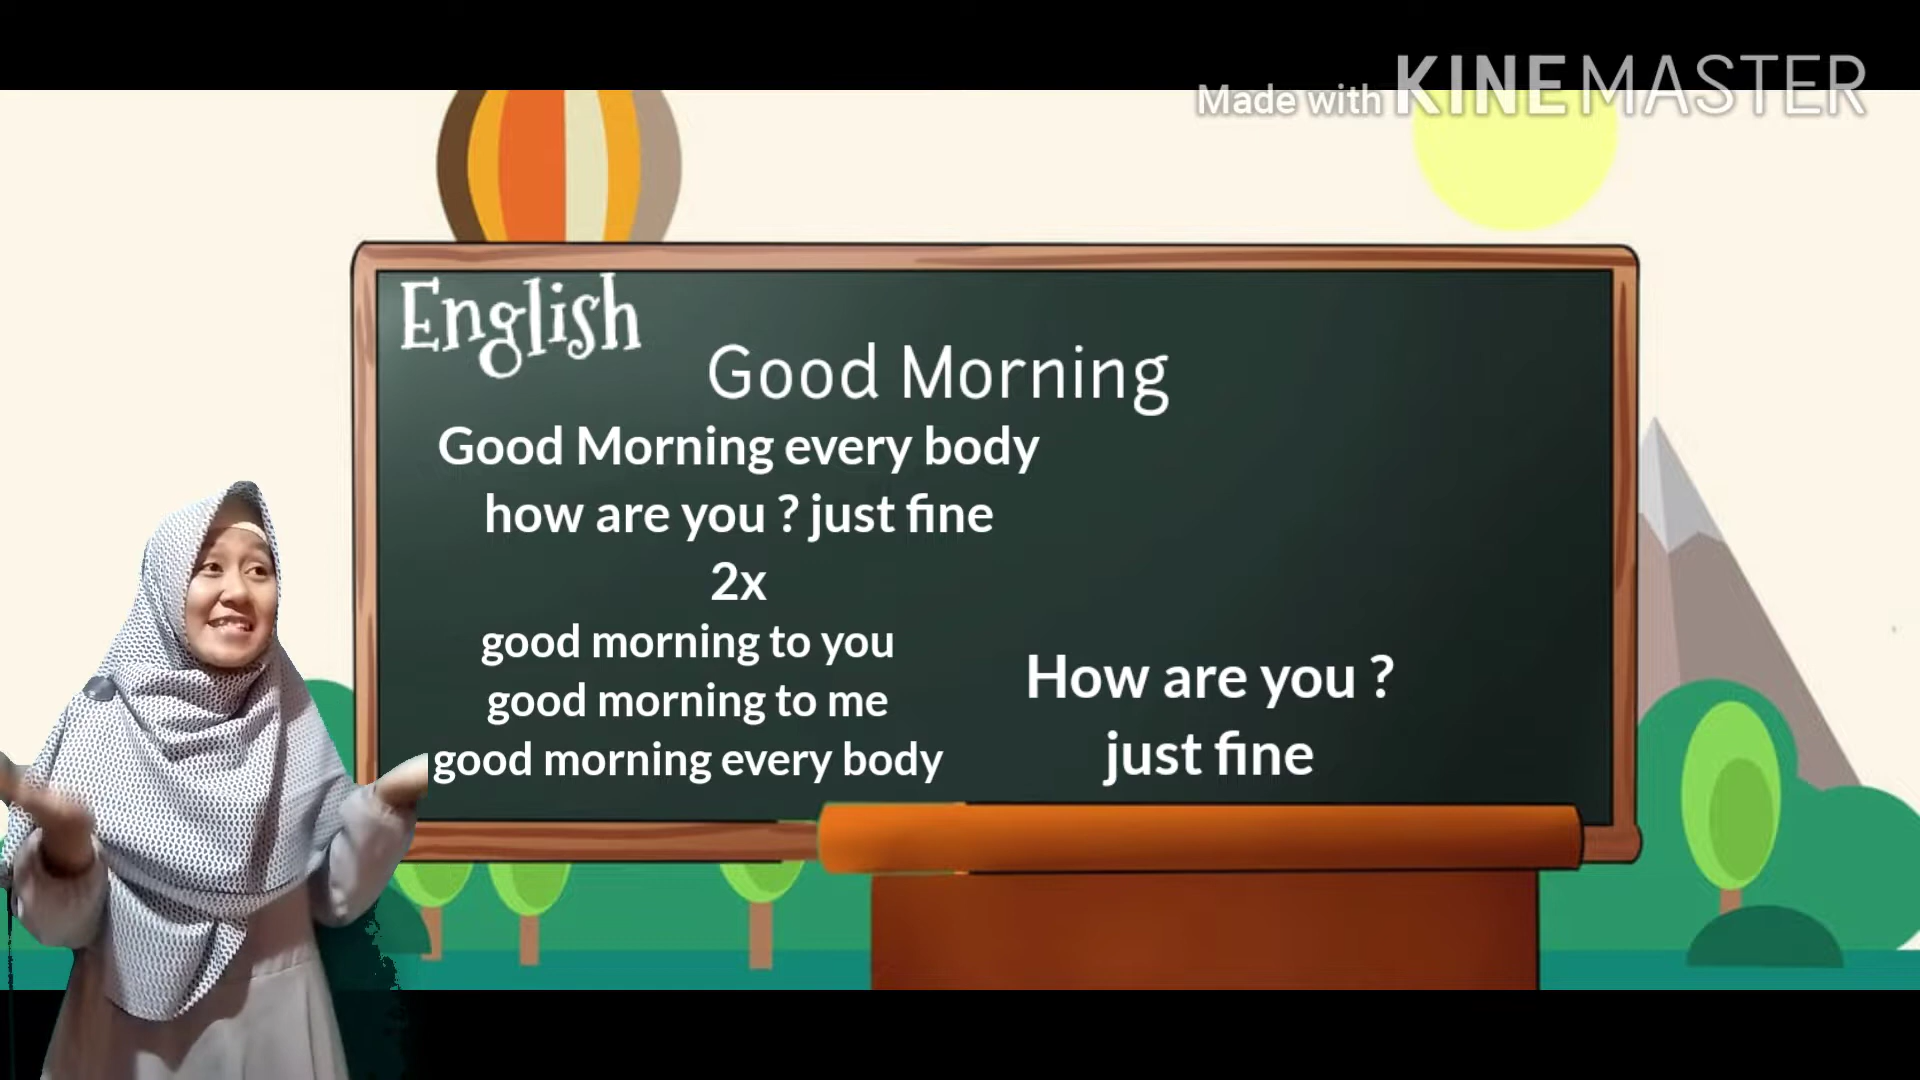 Made with KINEMASTER
English
Good Morning
Good Morning every body
how are you ? just fine
2x
good morning to you
good morning to me
good morning every body
How are you ?
just fine